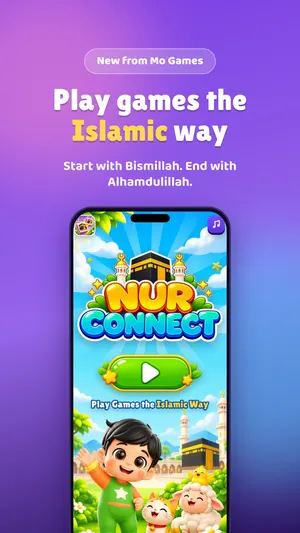 New from Mo Games
Play games the
Islamic way
Start with Bismillah. End with
Alhamdulillah.
NUR
CONNECT
Play Games the Islamic Way